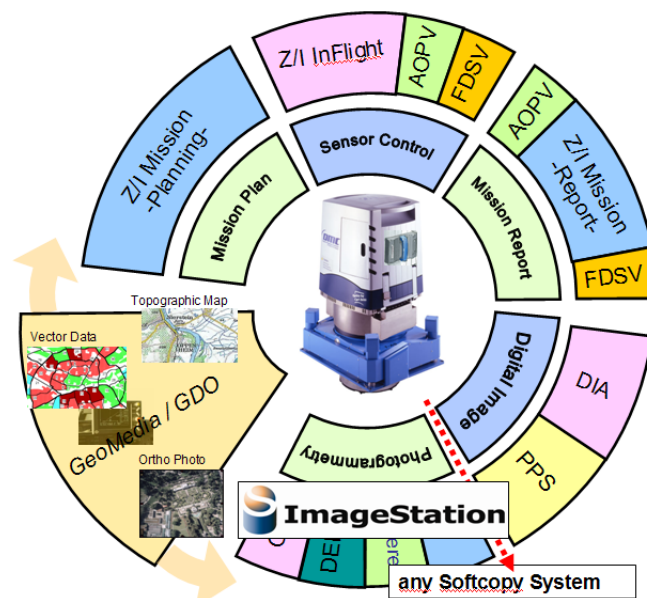 Z/I InFlight
AOPV
FDSV
Sensor Control
Z/I Mission
-Planning-
Mission Plan
AOPV
Z/I Mission
-Report-
FDSV
Mission Report
dmc
Topographic Map
Vector Data
GeoMedia / GDO
Ortho Photo
Digital Image
DIA
PPS
Photogrammetry
ImageStation
any Softcopy System